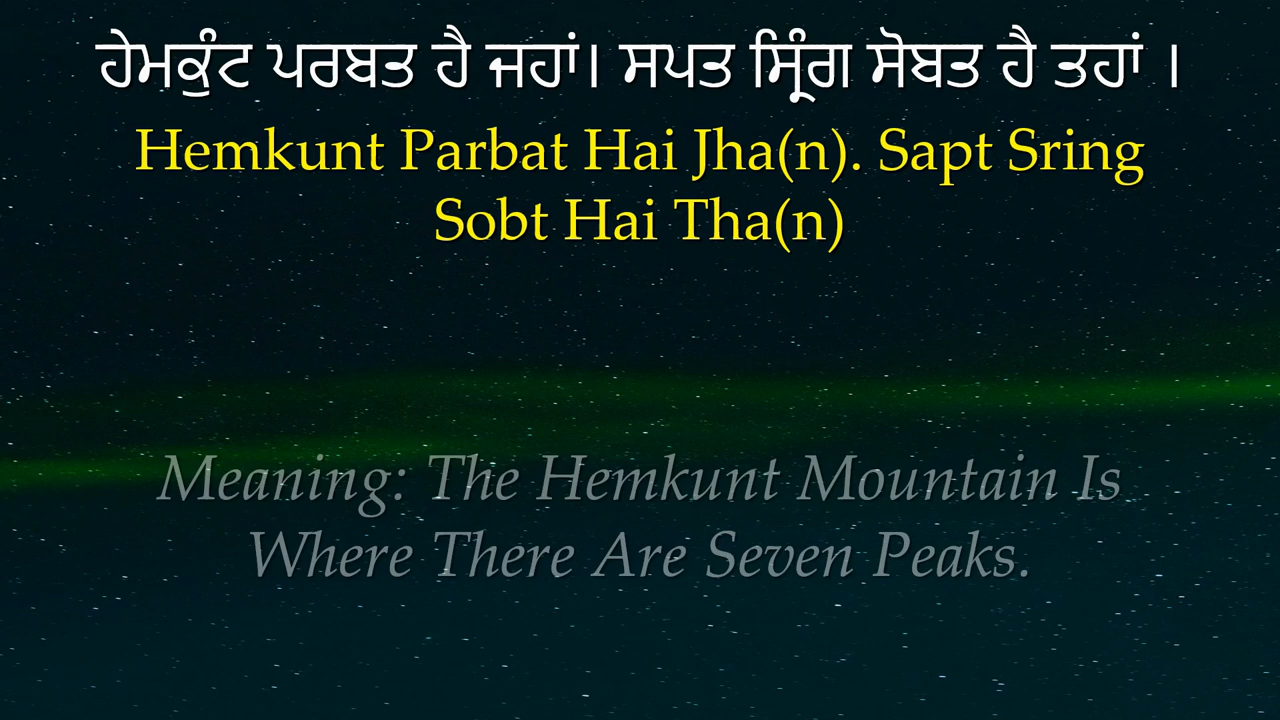 ਹੇਮਕੁੰਟ ਪਰਬਤ ਹੈ ਜਹਾਂ। ਸਪਤ ਸ੍ਰਿੰਗ ਸੋਬਤ ਹੈ ਤਹਾਂ ।
Hemkunt Parbat Hai Jha(n). Sapt Sring
Sobt Hai Tha(n)
Meaning: The Hemkunt Mountain Is
Where There Are Seven Peaks.